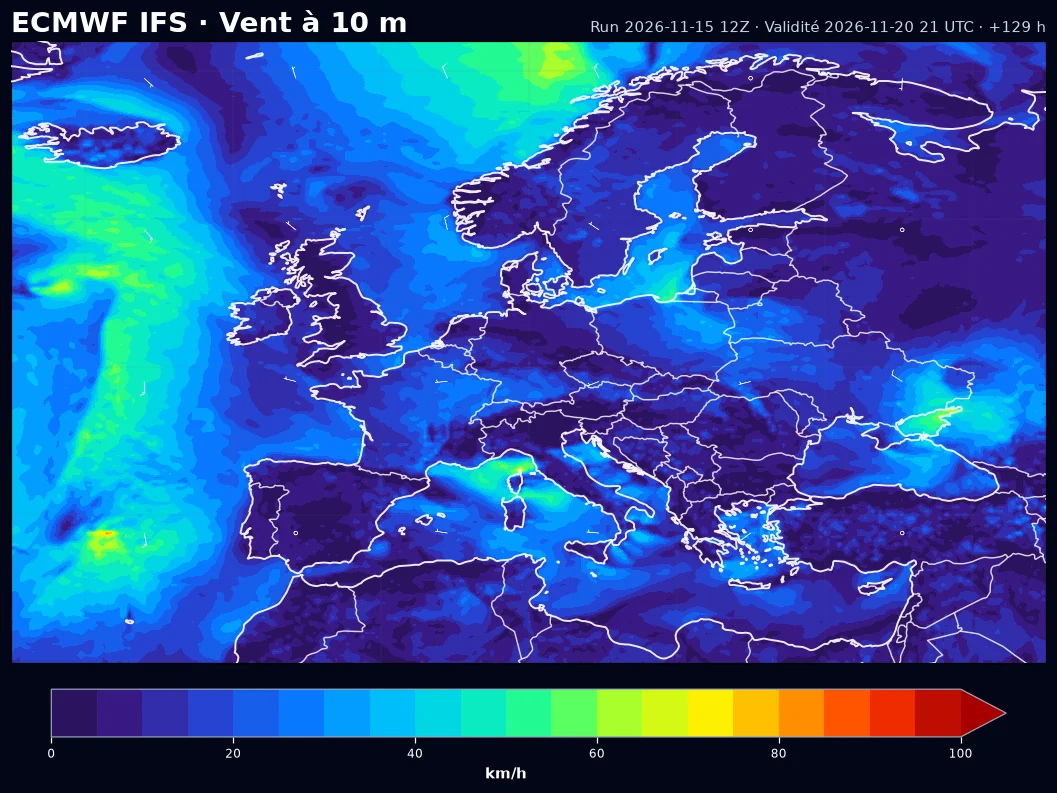 ECMWF IFS · Vent à 10 m
Run 2026-11-15 12Z · Validité 2026-11-20 21 UTC · +129 h
0 20 40 60 80 100
km/h